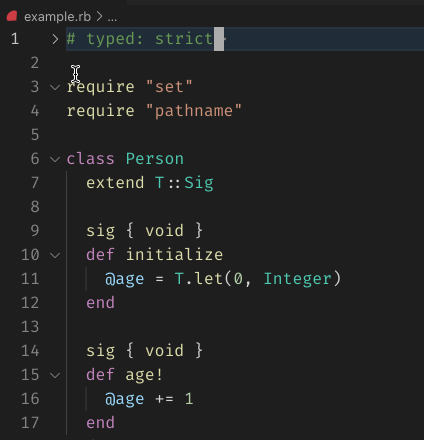 example.rb > ...
1 > # typed: strict
2
3 require "set"
4 require "pathname"
5
6 class Person
7 extend T::Sig
8
9 sig { void }
10 def initialize
11 @age = T.let(0, Integer)
12 end
13
14 sig { void }
15 def age!
16 @age += 1
17 end